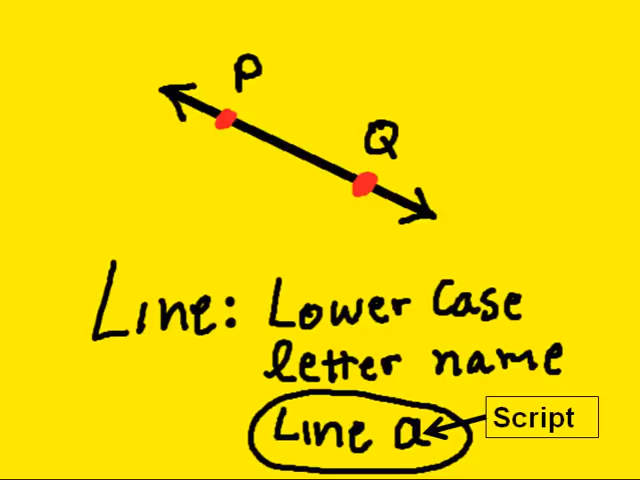 P
Q
Line: Lower Case
letter name
Line a
Script